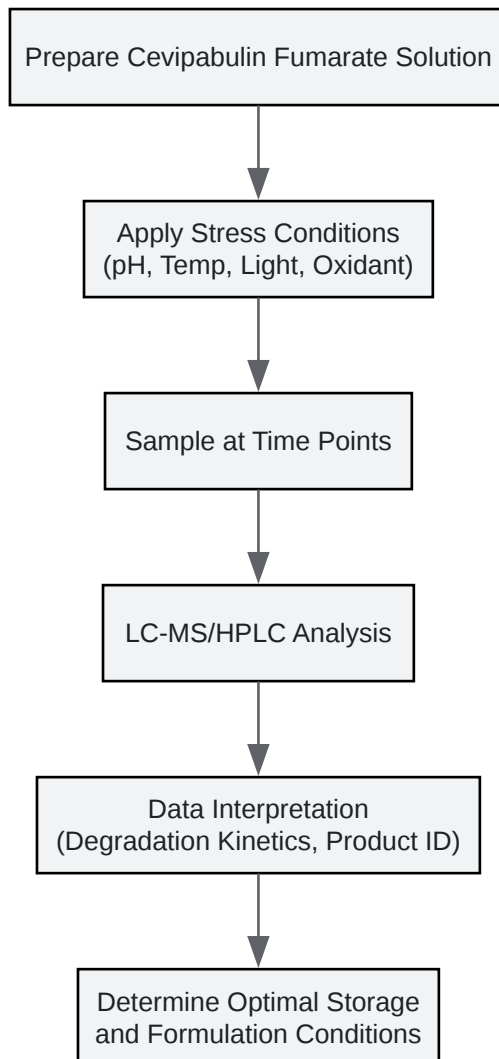 Prepare Cevipabulin Fumarate Solution
Apply Stress Conditions
(pH, Temp, Light, Oxidant)
Sample at Time Points
LC-MS/HPLC Analysis
Data Interpretation
(Degradation Kinetics, Product ID)
Determine Optimal Storage
and Formulation Conditions